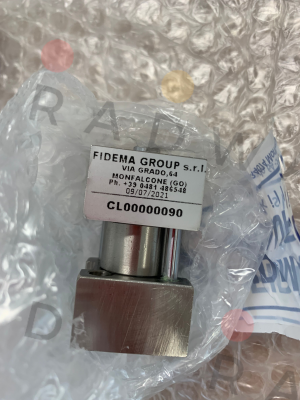 FIDEMA GROUP s.r.l.
VIA GRADO,64
MONFALCONE (GO)
Ph. +39 0481 486548
09/07/2021
CL00000090